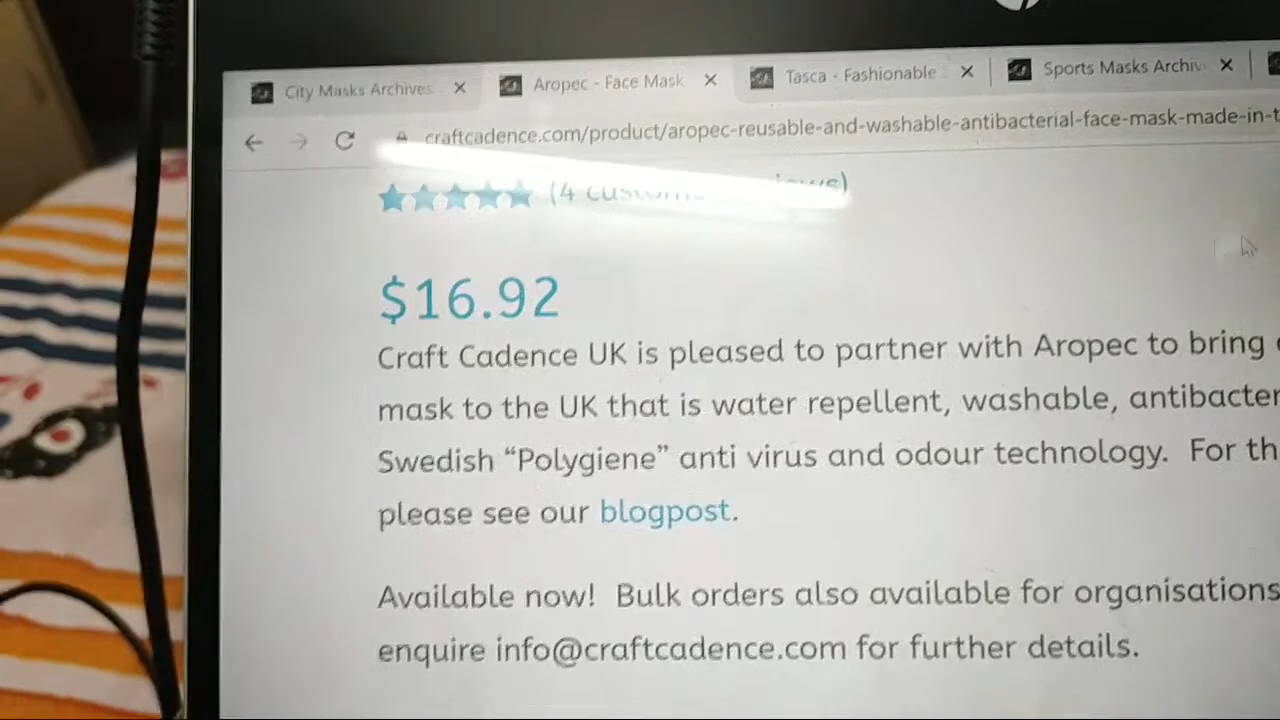 City Masks Archives
Aropec - Face Mask
Tasca - Fashionable
Sports Masks Archiv
craftcadence.com/product/aropec-reusable-and-washable-antibacterial-face-mask-made-in-t
(4
$16.92
Craft Cadence UK is pleased to partner with Aropec to bring
mask to the UK that is water repellent, washable, antibacter
Swedish “Polygiene” anti virus and odour technology. For th
please see our blogpost.
Available now! Bulk orders also available for organisations
enquire info@craftcadence.com for further details.